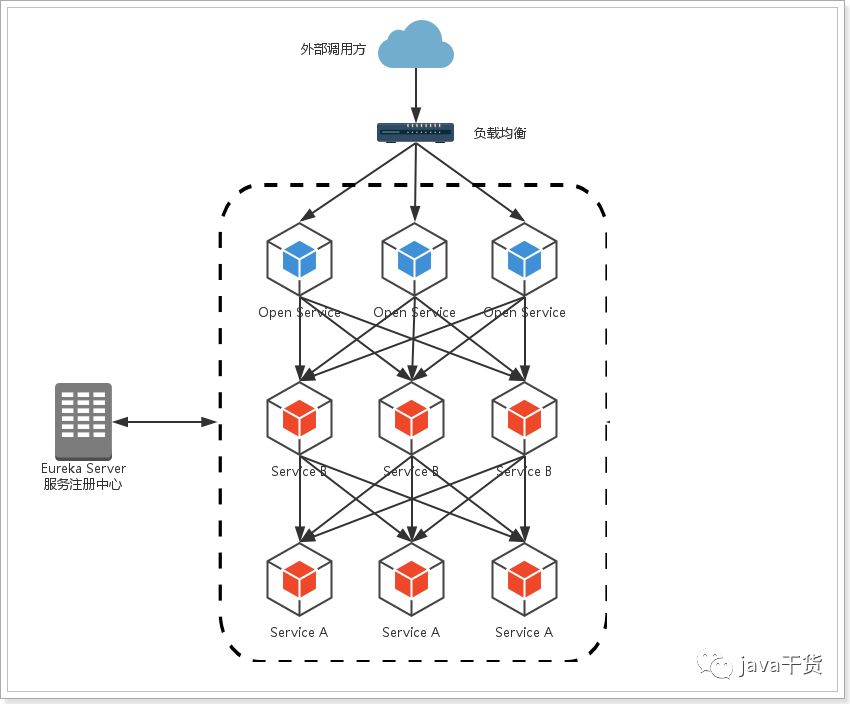 外部调用方
负载均衡
Open Service
Open Service
Open Service
Eureka Server
服务注册中心
Service B
Service B
Service B
Service A
Service A
Service A
java干货